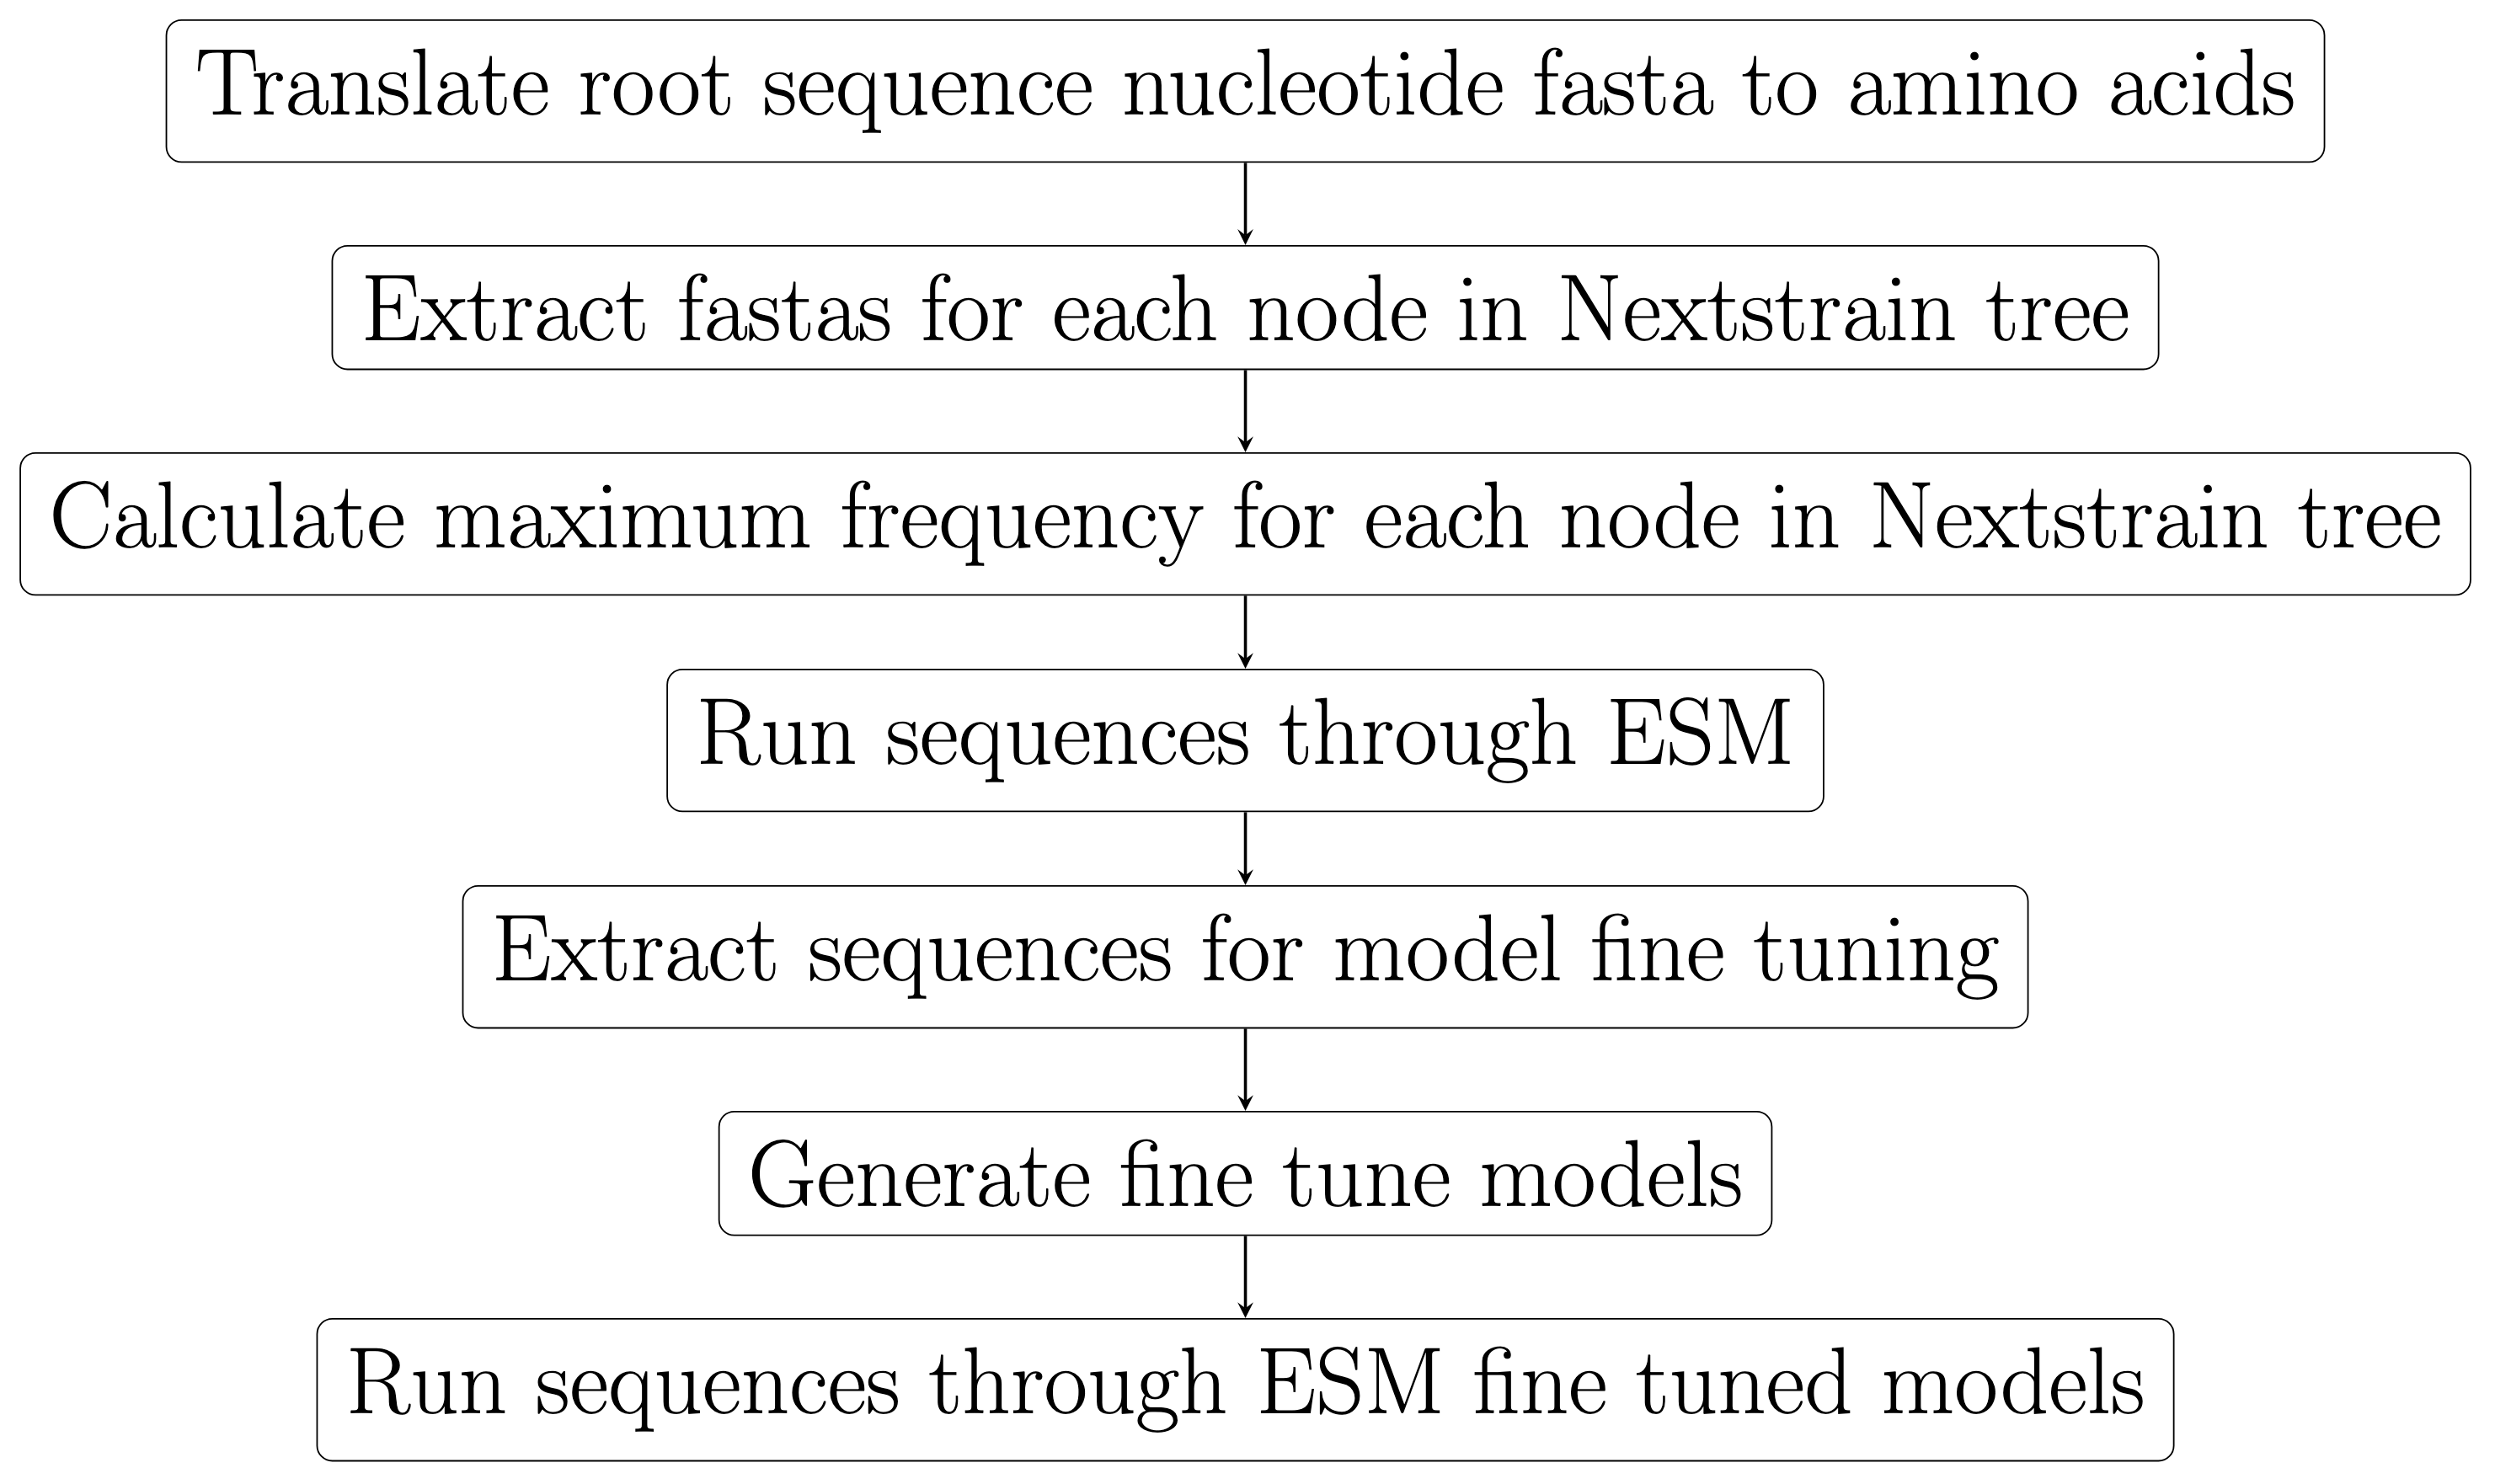 Translate root sequence nucleotide fasta to amino acids
Extract fastas for each node in Nextstrain tree
Calculate maximum frequency for each node in Nextstrain tree
Run sequences through ESM
Extract sequences for model fine tuning
Generate fine tune models
Run sequences through ESM fine tuned models